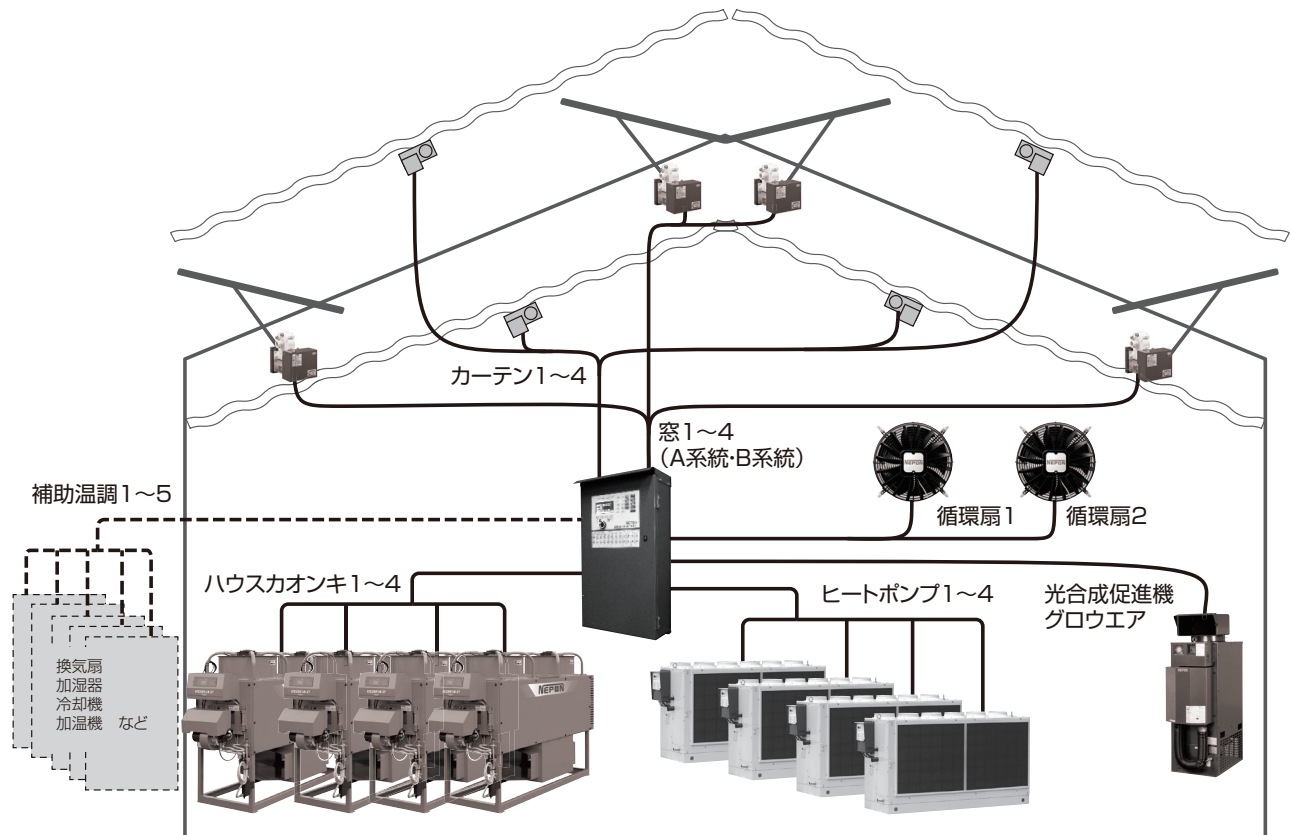 カーテン1～4
窓1～4
(A系統・B系統)
補助温調1～5
循環扇1
循環扇2
NEPON
NEPON
ハウスカオンキ1～4
ヒートポンプ1～4
光合成促進機
グロウエア
換気扇
加湿器
冷却機
加温機 など
NEPON